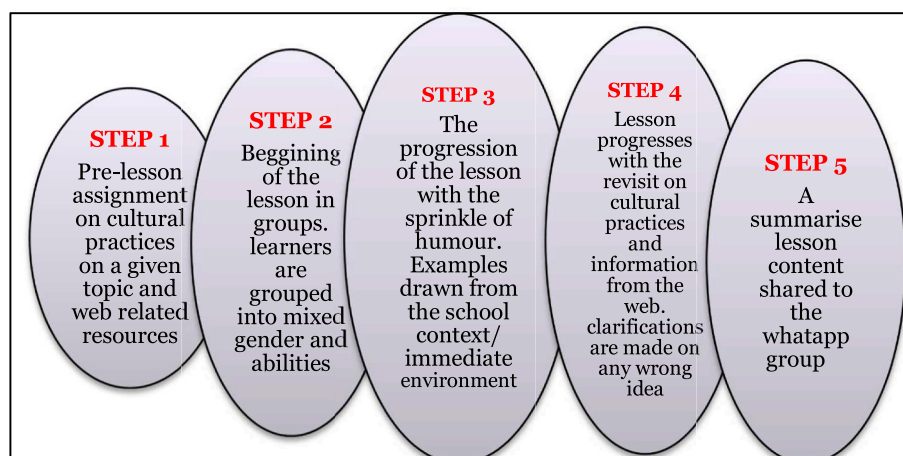 STEP 1
Pre-lesson
assignment
on cultural
practices
on a given
topic and
web related
resources
STEP 2
Beggining
of the
lesson in
groups.
learners
are
grouped
into mixed
gender and
abilities
STEP 3
The
progression
of the lesson
with the
sprinkle of
humour.
Examples
drawn from
the school
context/
immediate
environment
STEP 4
Lesson
progresses
with the
revisit on
cultural
practices
and
information
from the
web.
clarifications
are made on
any wrong
idea
STEP 5
A
summarise
lesson
content
shared to
the
whatapp
group